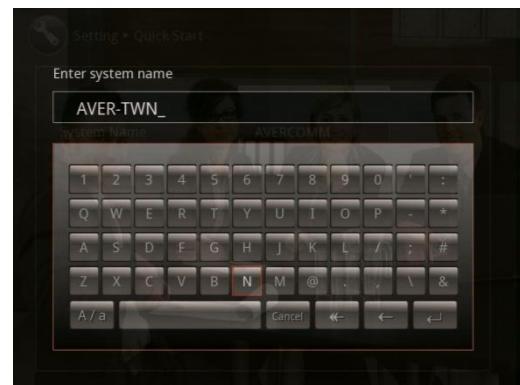 Setting ▸ Quick Start
Enter system name
AVER-TWN_
System Name AVERCOMM
1 2 3 4 5 6 7 8 9 0 ' :
Q W E R T Y U I O P - *
A S D F G H J K L / ; #
Z X C V B N M @ . , \ &
A / a Cancel ↞ ← ↵